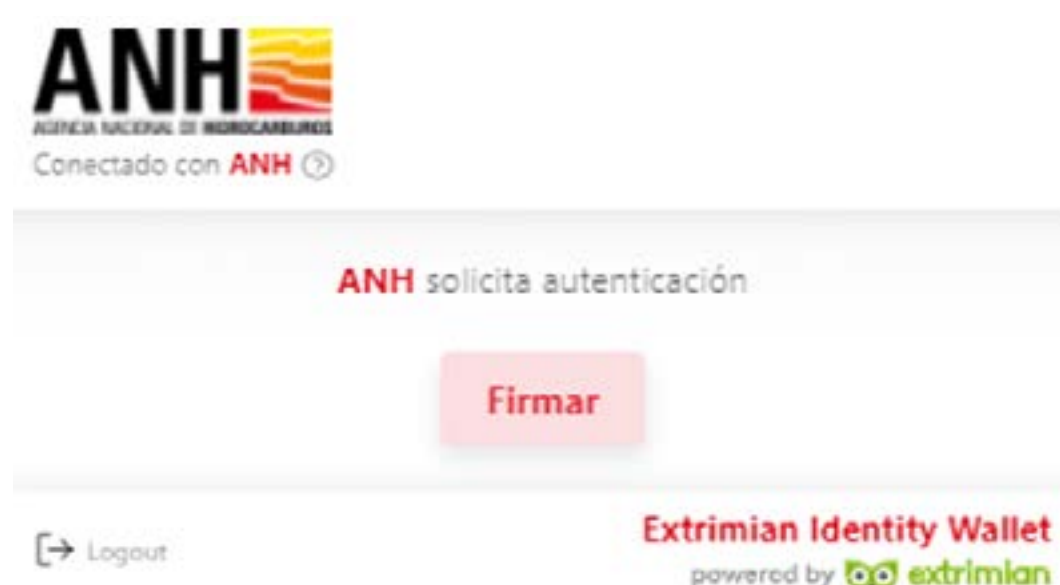 ANH
AGENCIA NACIONAL DE HIDROCARBUROS
Conectado con ANH ?
ANH solicita autenticación
Firmar
Logout
Extrimian Identity Wallet
powered by extrimian